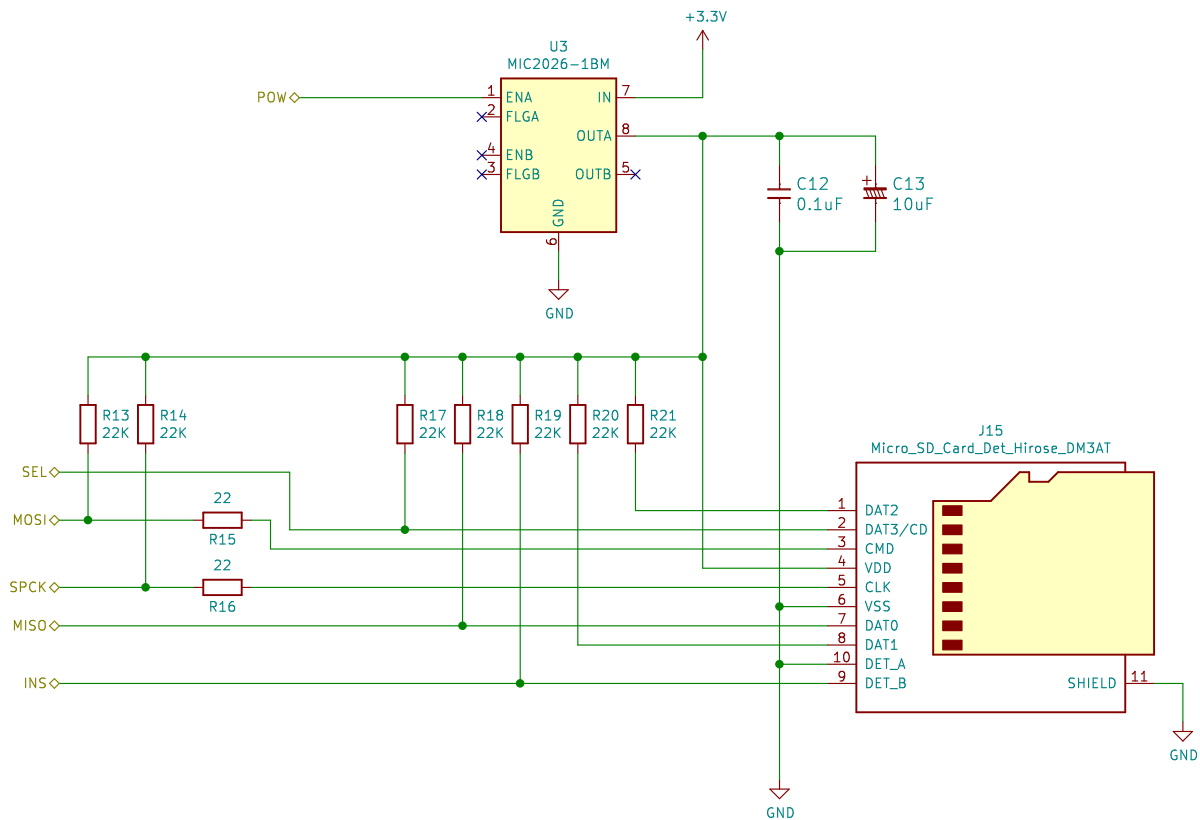 +3.3V
U3
MIC2026-1BM
POW
1
ENA
IN
7
2
FLGA
OUTA
8
4
ENB
3
FLGB
OUTB
5
GND
6
GND
+
C12
0.1uF
C13
10uF
R13
22K
R14
22K
R17
22K
R18
22K
R19
22K
R20
22K
R21
22K
J15
Micro_SD_Card_Det_Hirose_DM3AT
SEL
MOSI
22
R15
SPCK
22
R16
MISO
INS
1
DAT2
2
DAT3/CD
3
CMD
4
VDD
5
CLK
6
VSS
7
DAT0
8
DAT1
10
DET_A
9
DET_B
SHIELD
11
GND
GND